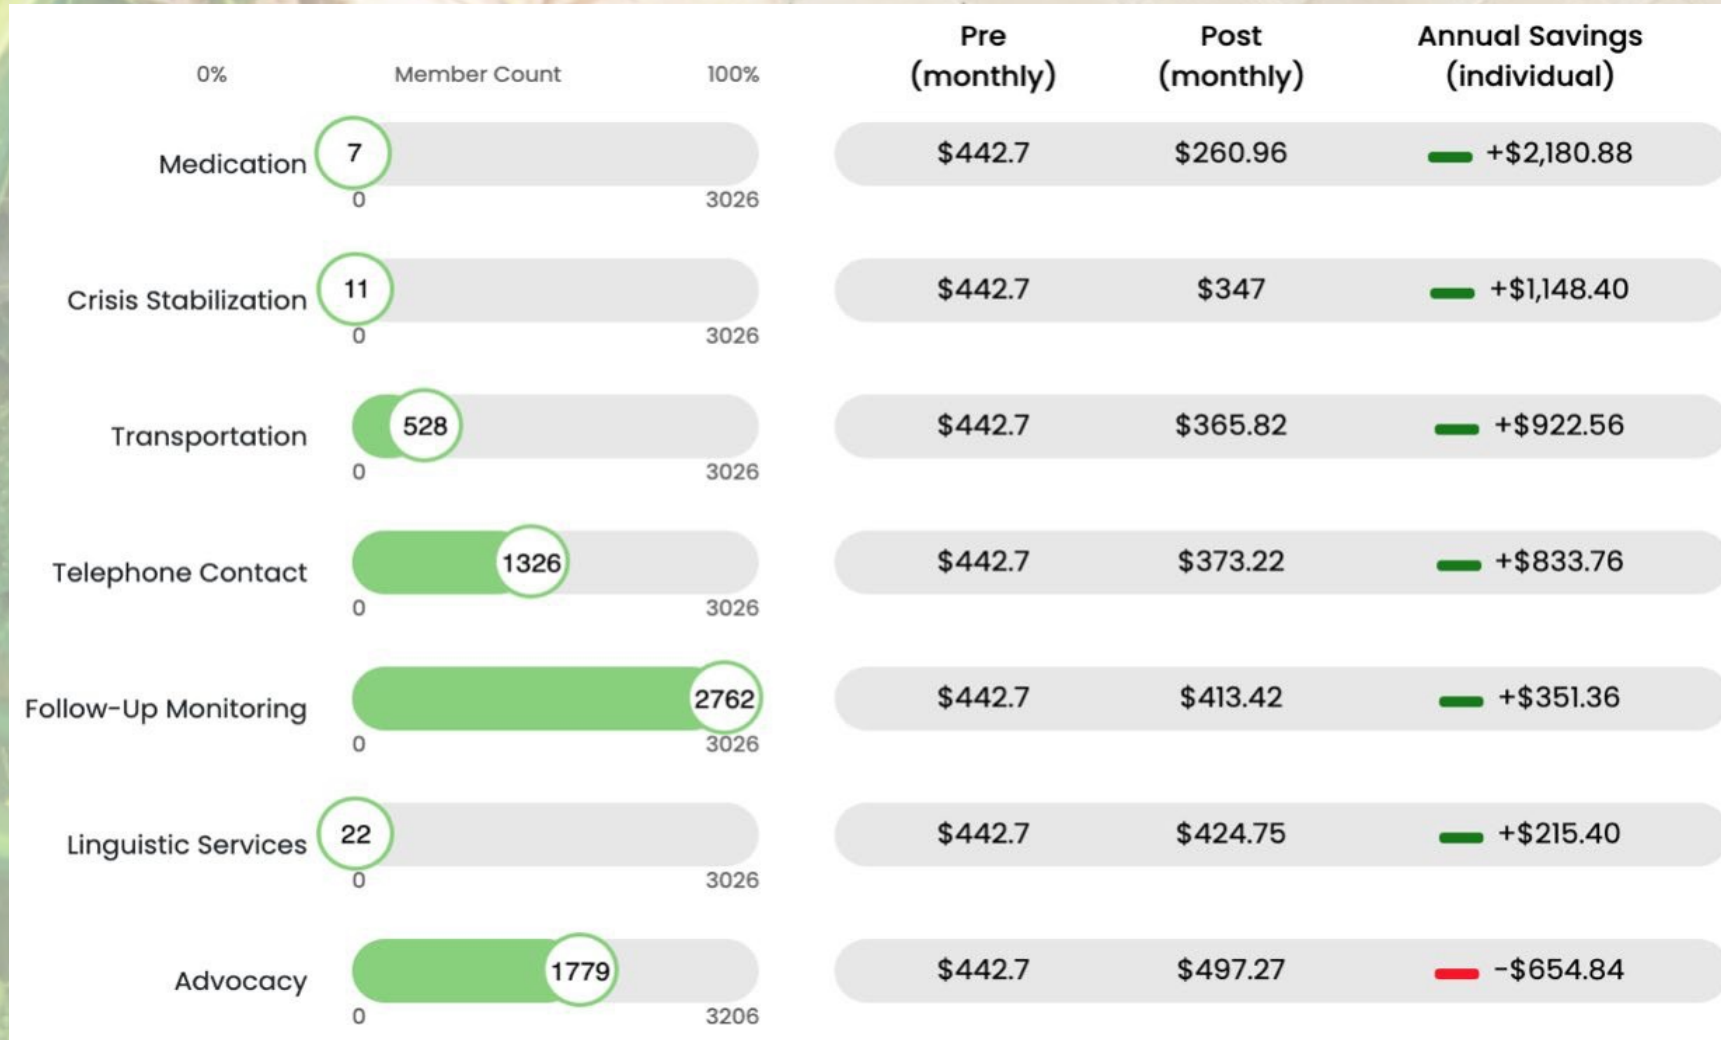 Pre Post Annual Savings
0% Member Count 100% (monthly) (monthly) (individual)
Medication 7 $442.7 $260.96 +$2,180.88
0 3026
Crisis Stabilization 11 $442.7 $347 +$1,148.40
0 3026
Transportation 528 $442.7 $365.82 +$922.56
0 3026
Telephone Contact 1326 $442.7 $373.22 +$833.76
0 3026
Follow-Up Monitoring 2762 $442.7 $413.42 +$351.36
0 3026
Linguistic Services 22 $442.7 $424.75 +$215.40
0 3026
Advocacy 1779 $442.7 $497.27 -$654.84
0 3206